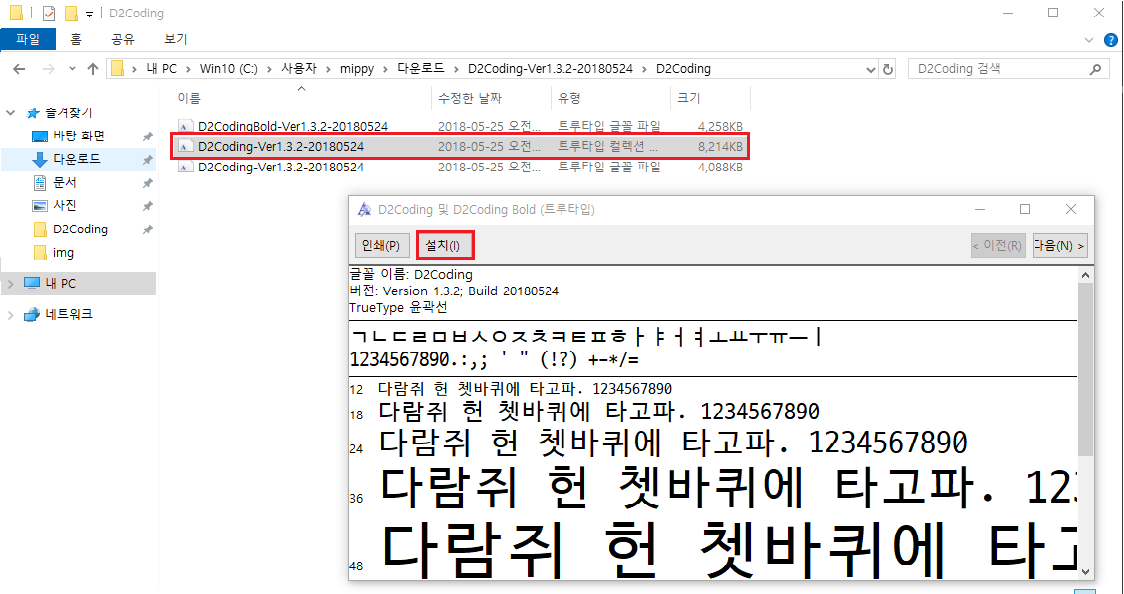 D2Coding
파일 홈 공유 보기
내 PC > Win10 (C:) > 사용자 > mippy > 다운로드 > D2Coding-Ver1.3.2-20180524 > D2Coding
D2Coding 검색
이름 수정한 날짜 유형 크기
즐겨찾기
바탕 화면
다운로드
문서
사진
D2Coding
img
내 PC
네트워크
D2CodingBold-Ver1.3.2-20180524 2018-05-25 오전... 트루타입 글꼴 파일 4,258KB
D2Coding-Ver1.3.2-20180524 2018-05-25 오전... 트루타입 컬렉션 ... 8,214KB
D2Coding-Ver1.3.2-20180524 2018-05-25 오전... 트루타입 글꼴 파일 4,088KB
D2Coding 및 D2Coding Bold (트루타입)
인쇄(P) 설치(I) < 이전(R) 다음(N) >
글꼴 이름: D2Coding
버전: Version 1.3.2; Build 20180524
TrueType 윤곽선
ㄱㄴㄷㄹㅁㅂㅅㅇㅈㅊㅋㅌㅍㅎㅏㅑㅓㅕㅗㅛㅜㅠㅡㅣ
1234567890.:,; ' " (!?) +-*/=
12 다람쥐 헌 쳇바퀴에 타고파. 1234567890
18 다람쥐 헌 쳇바퀴에 타고파. 1234567890
24 다람쥐 헌 쳇바퀴에 타고파. 1234567890
36 다람쥐 헌 쳇바퀴에 타고파. 12
48 다람쥐 헌 쳇바퀴에 타